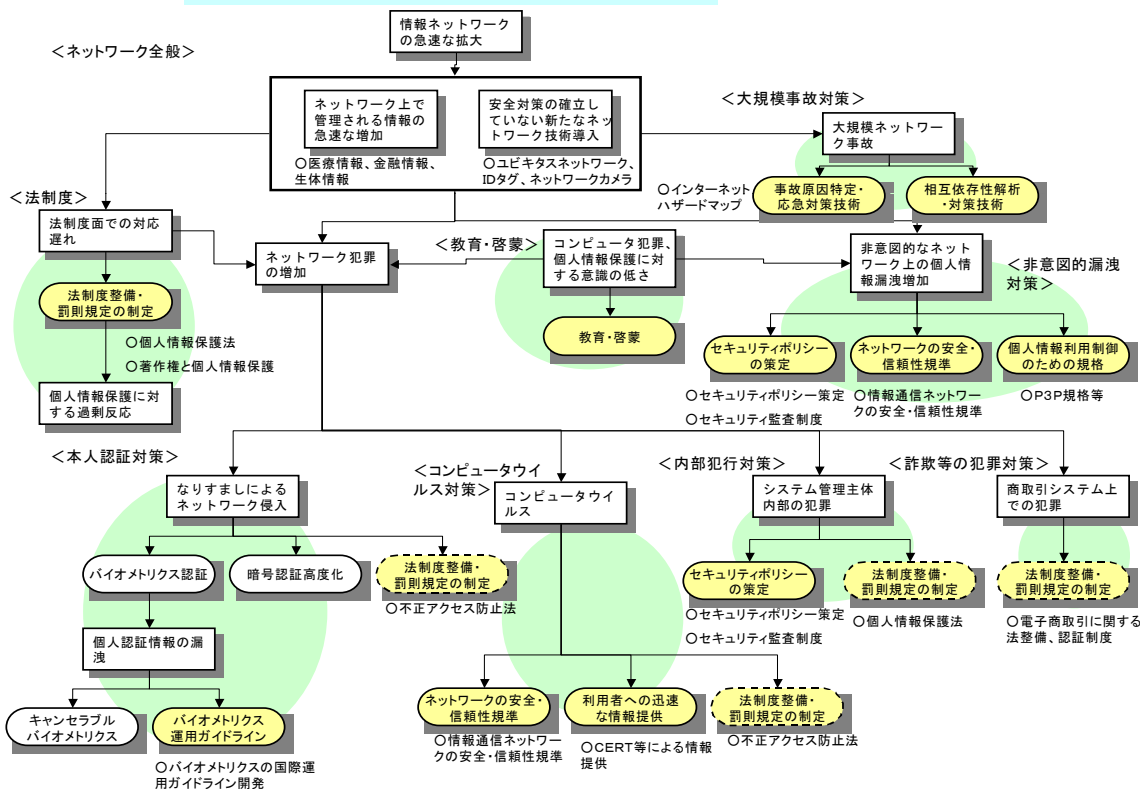 情報ネットワーク
の急速な拡大
＜ネットワーク全般＞
ネットワーク上で
管理される情報の
急速な増加
○医療情報、金融情報、
生体情報
安全対策の確立し
ていない新たなネッ
トワーク技術導入
○ユビキタスネットワーク、
IDタグ、ネットワークカメラ
＜大規模事故対策＞
大規模ネットワー
ク事故
○インターネット
ハザードマップ
事故原因特定・
応急対策技術
相互依存性解析
・対策技術
＜法制度＞
法制度面での対応
遅れ
法制度整備・
罰則規定の制定
○個人情報保護法
○著作権と個人情報保護
個人情報保護に対
する過剰反応
ネットワーク犯罪
の増加
＜教育・啓蒙＞
コンピュータ犯罪、
個人情報保護に対
する意識の低さ
教育・啓蒙
非意図的なネット
ワーク上の個人情
報漏洩増加
＜非意図的漏洩
対策＞
セキュリティポリシー
の策定
○セキュリティポリシー策定
○セキュリティ監査制度
ネットワークの安全・
信頼性規準
○情報通信ネットワー
クの安全・信頼性規準
個人情報利用制御
のための規格
○P3P規格等
＜本人認証対策＞
なりすましによる
ネットワーク侵入
バイオメトリクス認証
暗号認証高度化
法制度整備・
罰則規定の制定
○不正アクセス防止法
個人認証情報の漏
洩
キャンセラブル
バイオメトリクス
バイオメトリクス
運用ガイドライン
○バイオメトリクスの国際運
用ガイドライン開発
＜コンピュータウイ
ルス対策＞
コンピュータウイ
ルス
ネットワークの安全・
信頼性規準
○情報通信ネットワー
クの安全・信頼性規準
利用者への迅速
な情報提供
○CERT等による情報
提供
法制度整備・
罰則規定の制定
○不正アクセス防止法
＜内部犯行対策＞
システム管理主体
内部の犯罪
セキュリティポリシー
の策定
○セキュリティポリシー策定
○セキュリティ監査制度
法制度整備・
罰則規定の制定
○個人情報保護法
＜詐欺等の犯罪対策＞
商取引システム上
での犯罪
法制度整備・
罰則規定の制定
○電子商取引に関する
法整備、認証制度